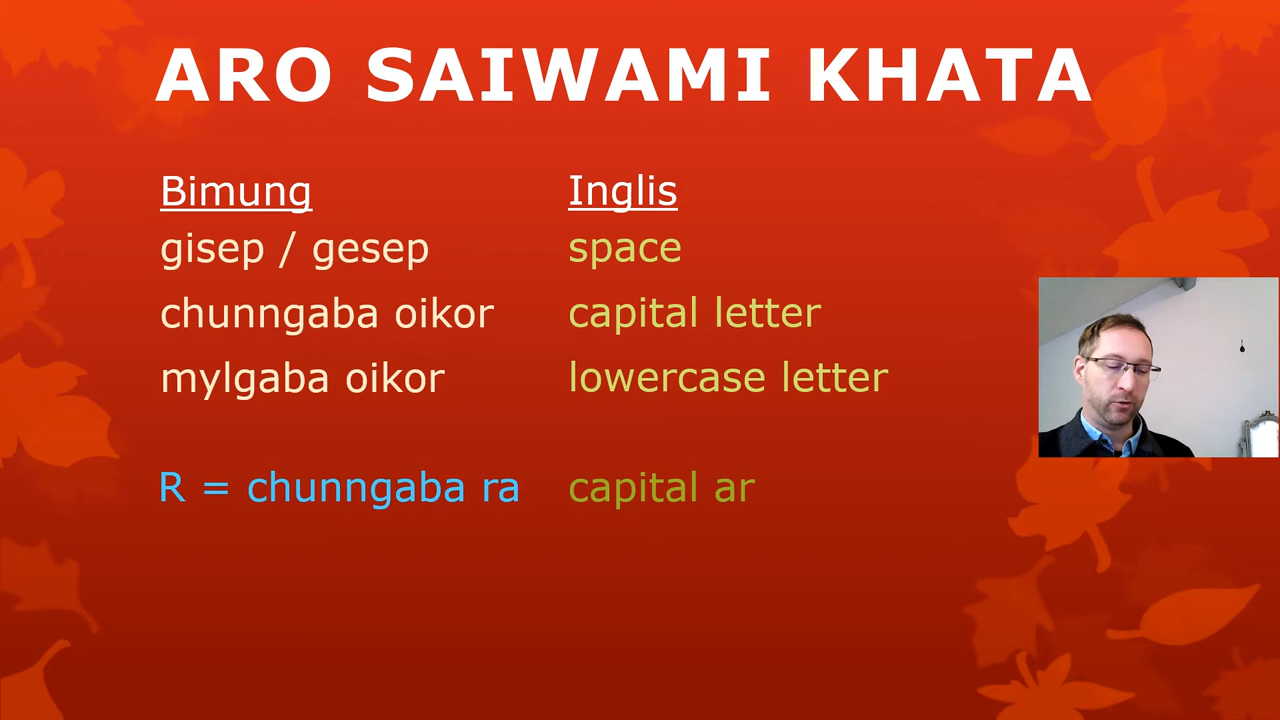 ARO SAIWAMI KHATA
Bimung Inglis
gisep / gesep space
chunngaba oikor capital letter
mylgaba oikor lowercase letter
R = chunngaba ra capital ar